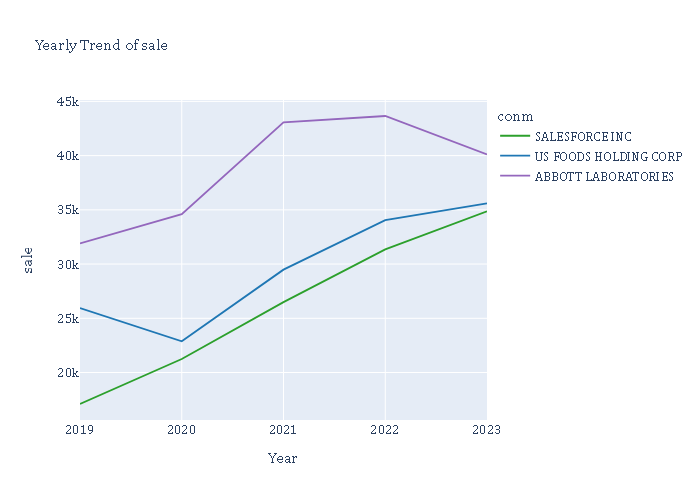 Yearly Trend of sale
45k
40k
35k
30k
25k
20k
sale
2019 2020 2021 2022 2023
Year
conm
SALESFORCE INC
US FOODS HOLDING CORP
ABBOTT LABORATORIES